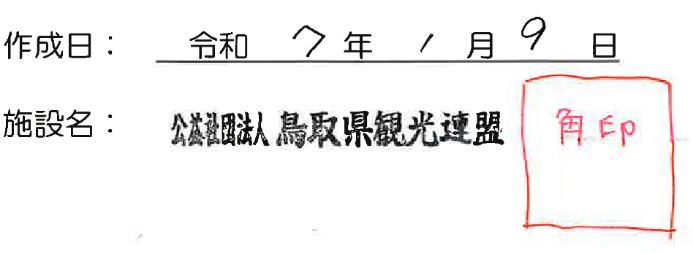 作成日： 令和 7 年 1 月 9 日
施設名： 公益社団法人 鳥取県観光連盟 角印